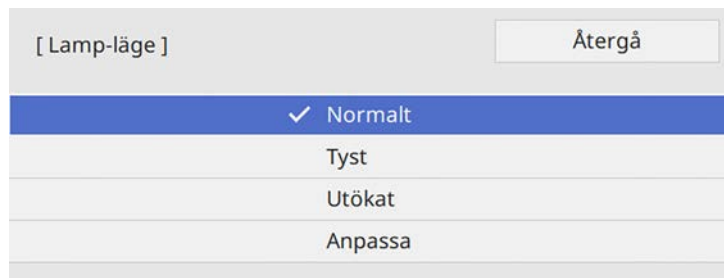 [ Lamp-läge ]
Återgå
Normalt
Tyst
Utökat
Anpassa